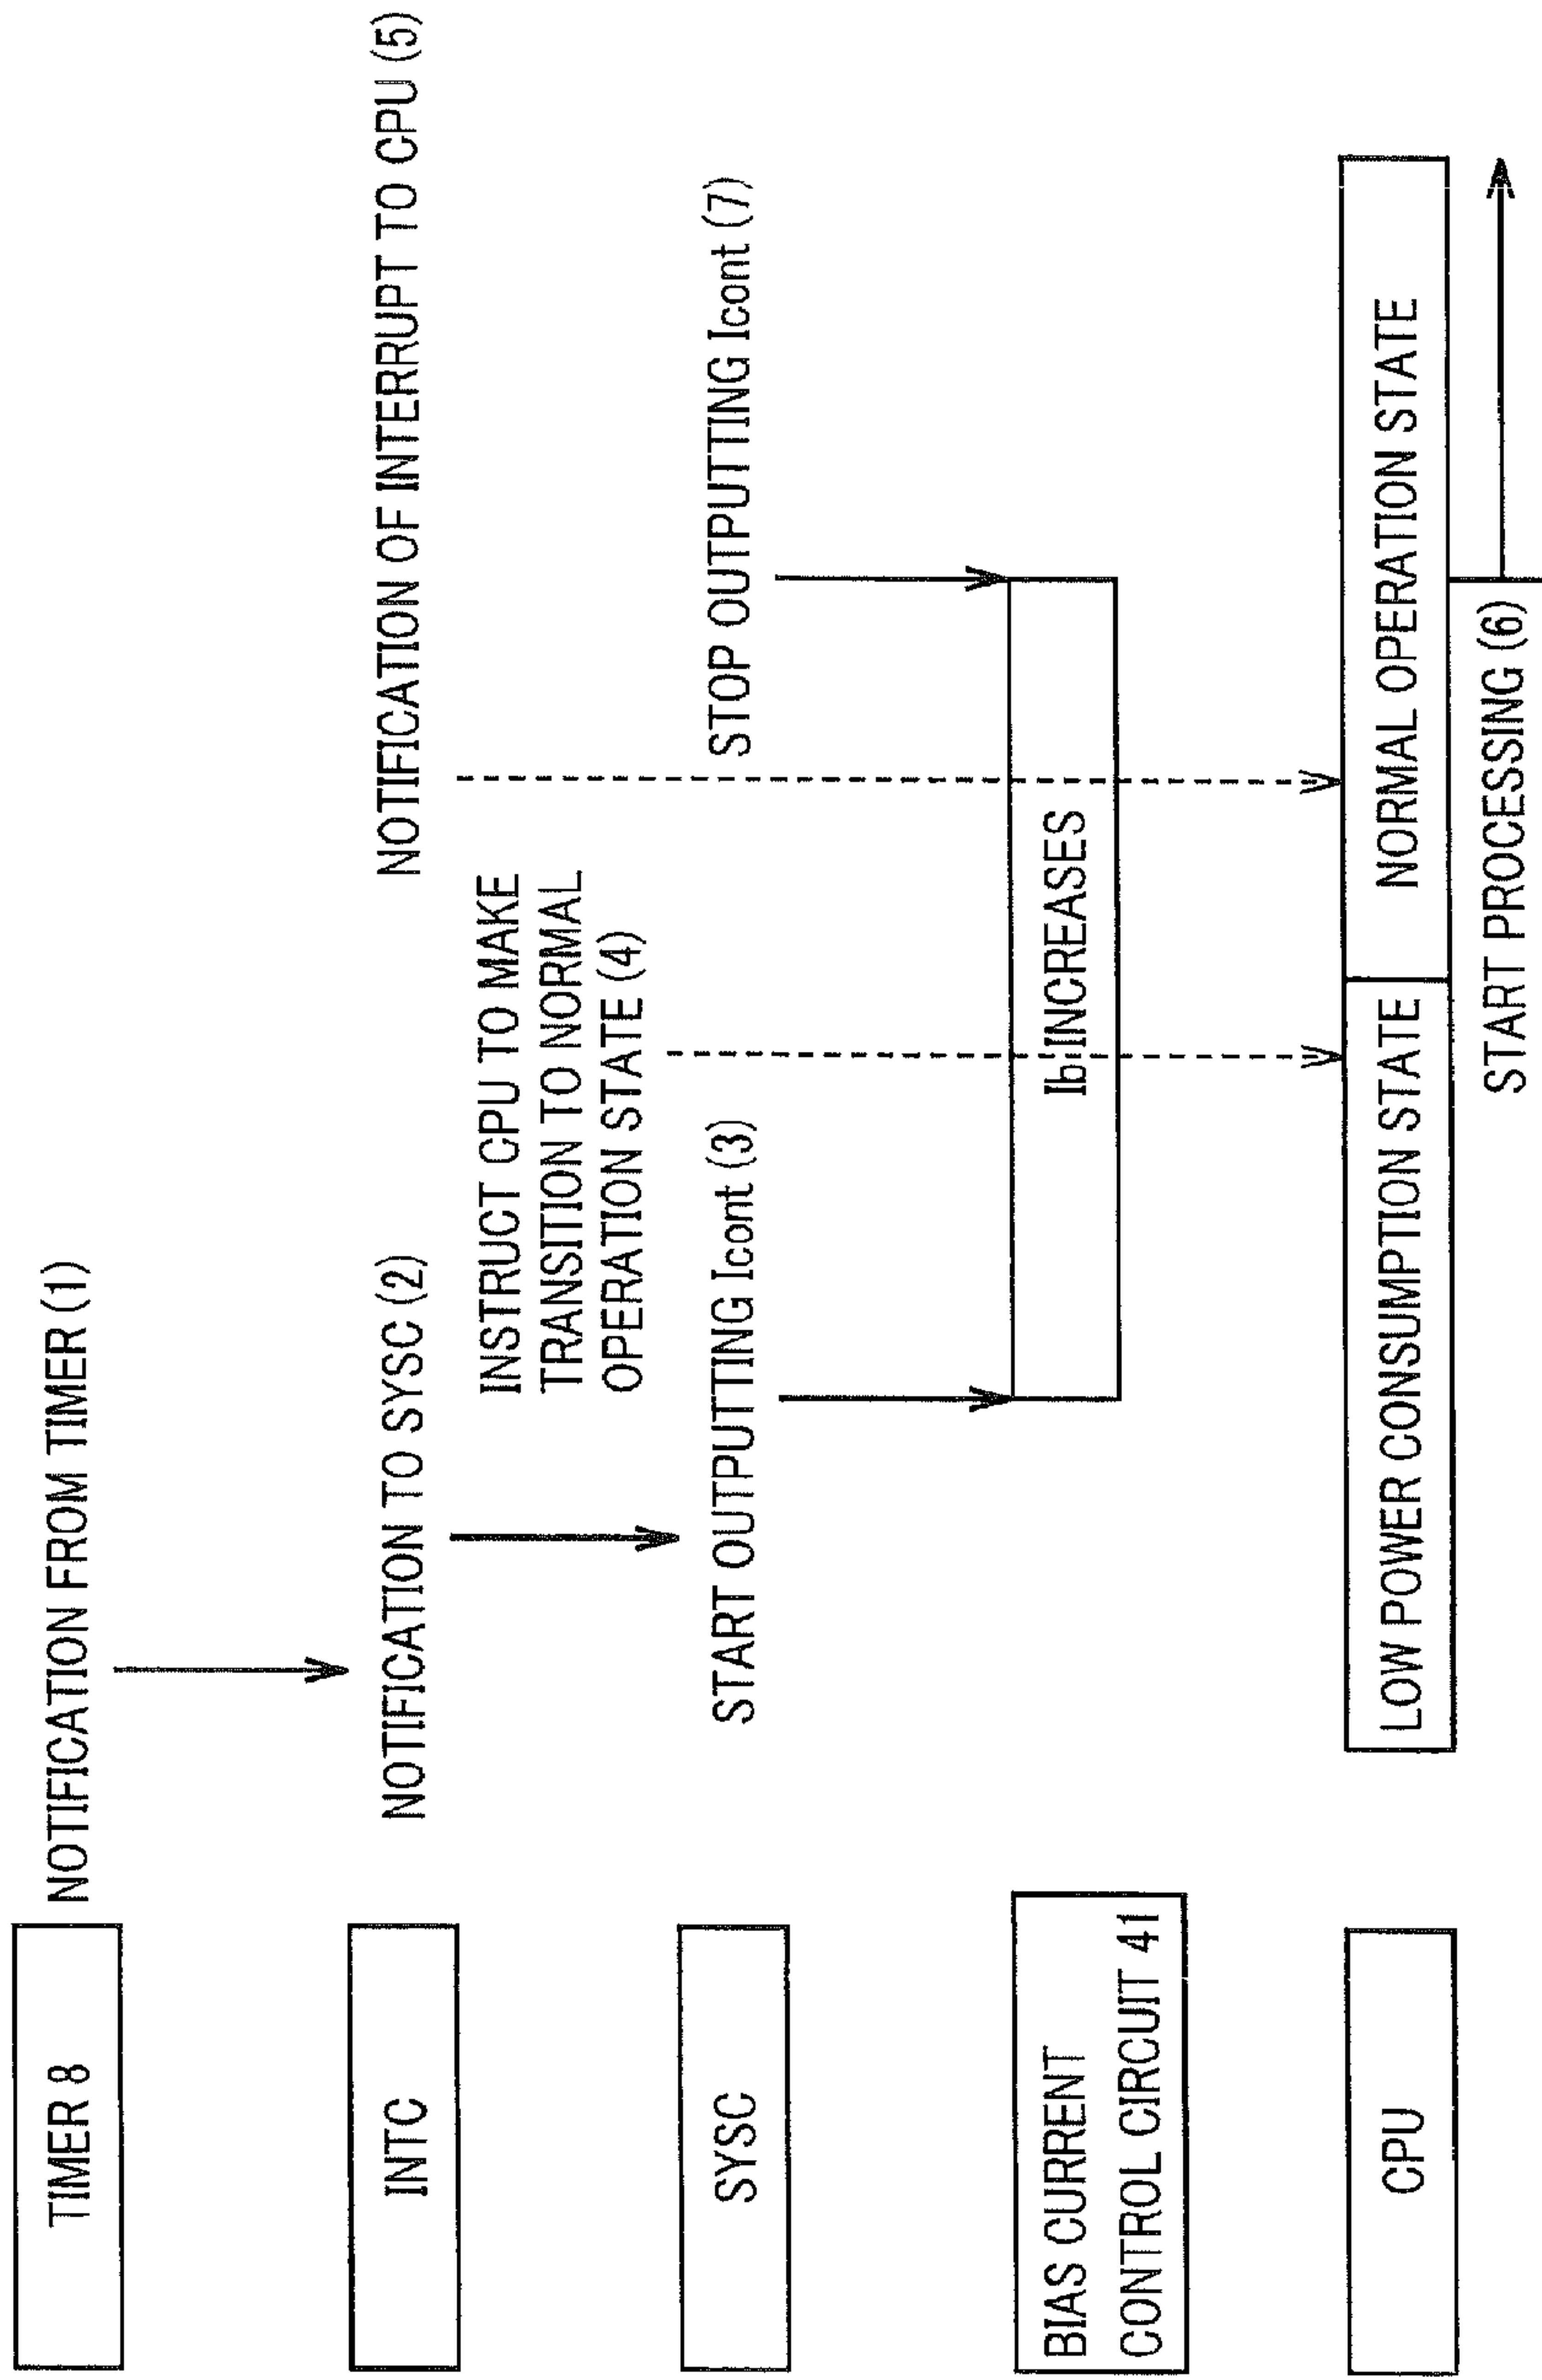 TIMER 8
NOTIFICATION FROM TIMER (1)
INTC
NOTIFICATION TO SYSC (2)
NOTIFICATION OF INTERRUPT TO CPU (5)
INSTRUCT CPU TO MAKE
TRANSITION TO NORMAL
OPERATION STATE (4)
SYSC
START OUTPUTTING Icont (3)
STOP OUTPUTTING Icont (7)
BIAS CURRENT
CONTROL CIRCUIT 41
Ib INCREASES
CPU
LOW POWER CONSUMPTION STATE
NORMAL OPERATION STATE
START PROCESSING (6)